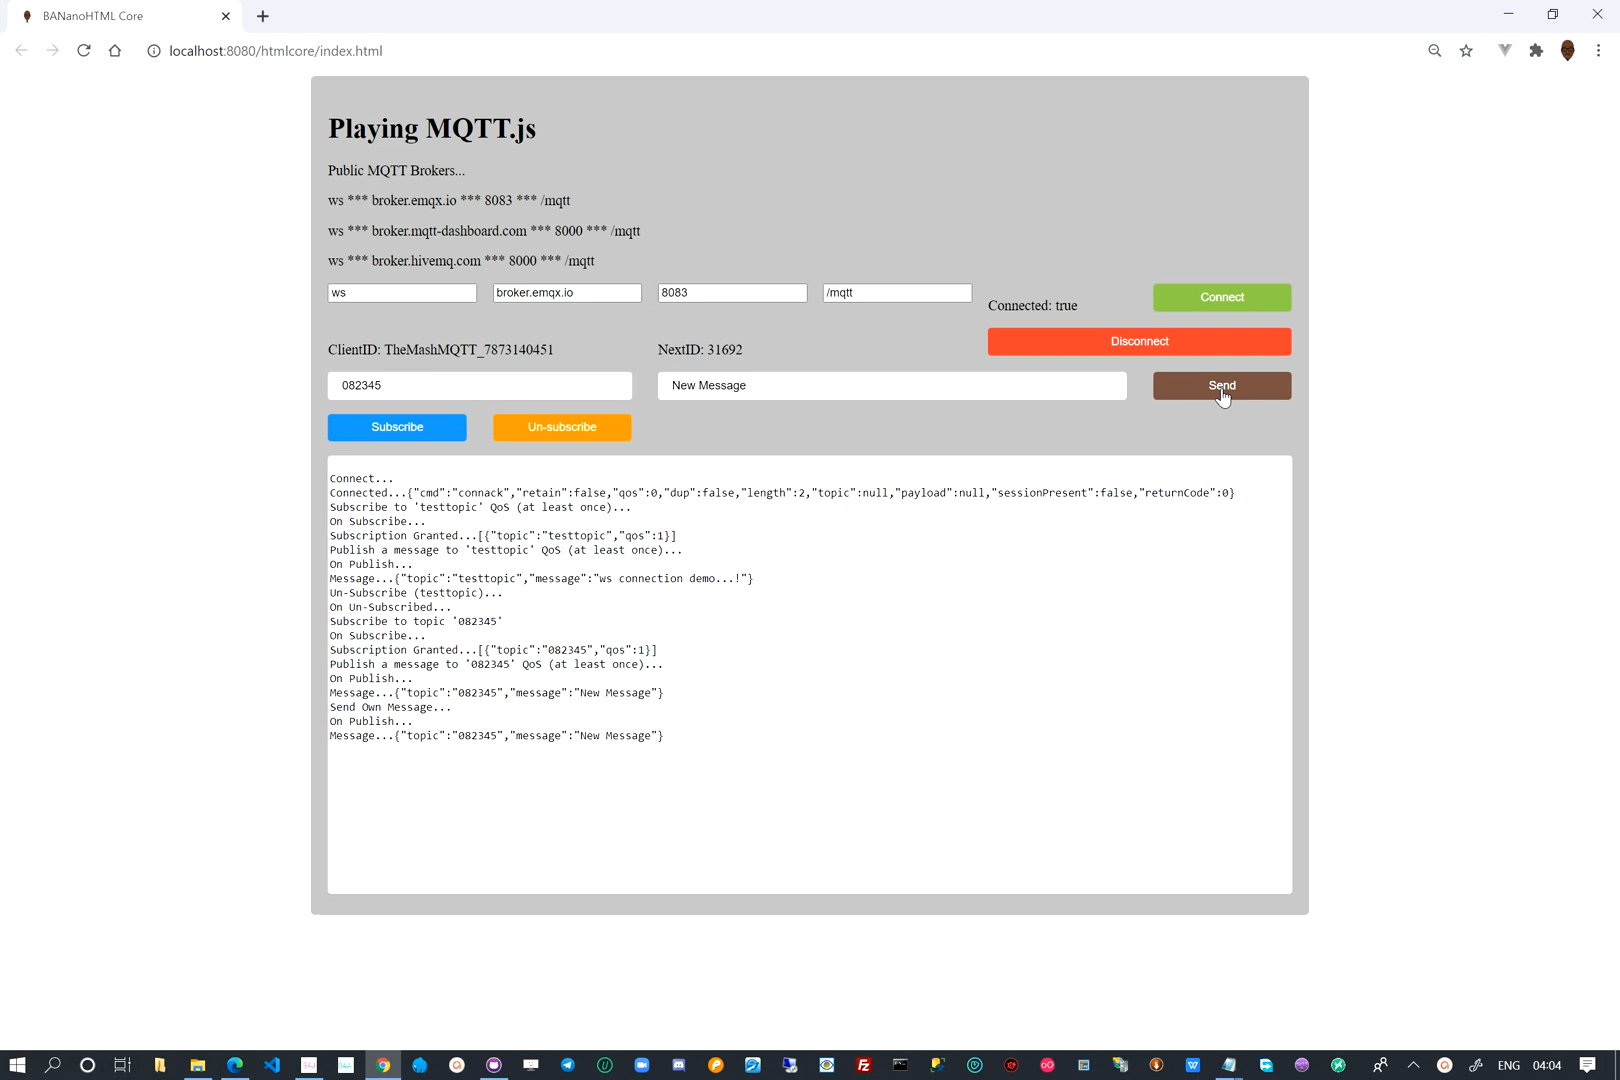 BANanoHTML Core
localhost:8080/htmlcore/index.html
Playing MQTT.js
Public MQTT Brokers...
ws *** broker.emqx.io *** 8083 *** /mqtt
ws *** broker.mqtt-dashboard.com *** 8000 *** /mqtt
ws *** broker.hivemq.com *** 8000 *** /mqtt
ws broker.emqx.io 8083 /mqtt Connected: true Connect
ClientID: TheMashMQTT_7873140451 NextID: 31692 Disconnect
082345 New Message Send
Subscribe Un-subscribe
Connect...
Connected...{"cmd":"connack","retain":false,"qos":0,"dup":false,"length":2,"topic":null,"payload":null,"sessionPresent":false,"returnCode":0}
Subscribe to 'testtopic' QoS (at least once)...
On Subscribe...
Subscription Granted...[{"topic":"testtopic","qos":1}]
Publish a message to 'testtopic' QoS (at least once)...
On Publish...
Message...{"topic":"testtopic","message":"ws connection demo...!"}
Un-Subscribe (testtopic)...
On Un-Subscribed...
Subscribe to topic '082345'
On Subscribe...
Subscription Granted...[{"topic":"082345","qos":1}]
Publish a message to '082345' QoS (at least once)...
On Publish...
Message...{"topic":"082345","message":"New Message"}
Send Own Message...
On Publish...
Message...{"topic":"082345","message":"New Message"}
ENG 04:04